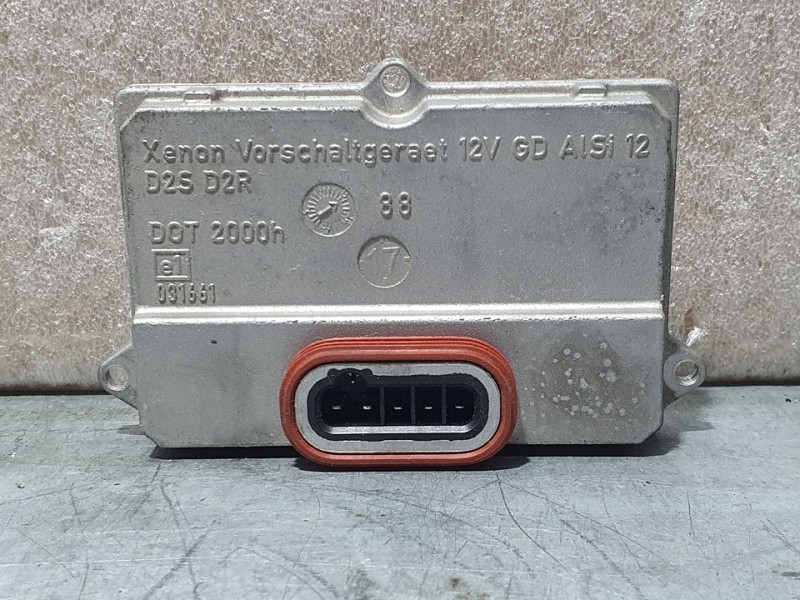 Xenon Vorschaltgeraet 12V GD AlSi 12
D2S D2R
88
DOT 2000h
17
e1
031661